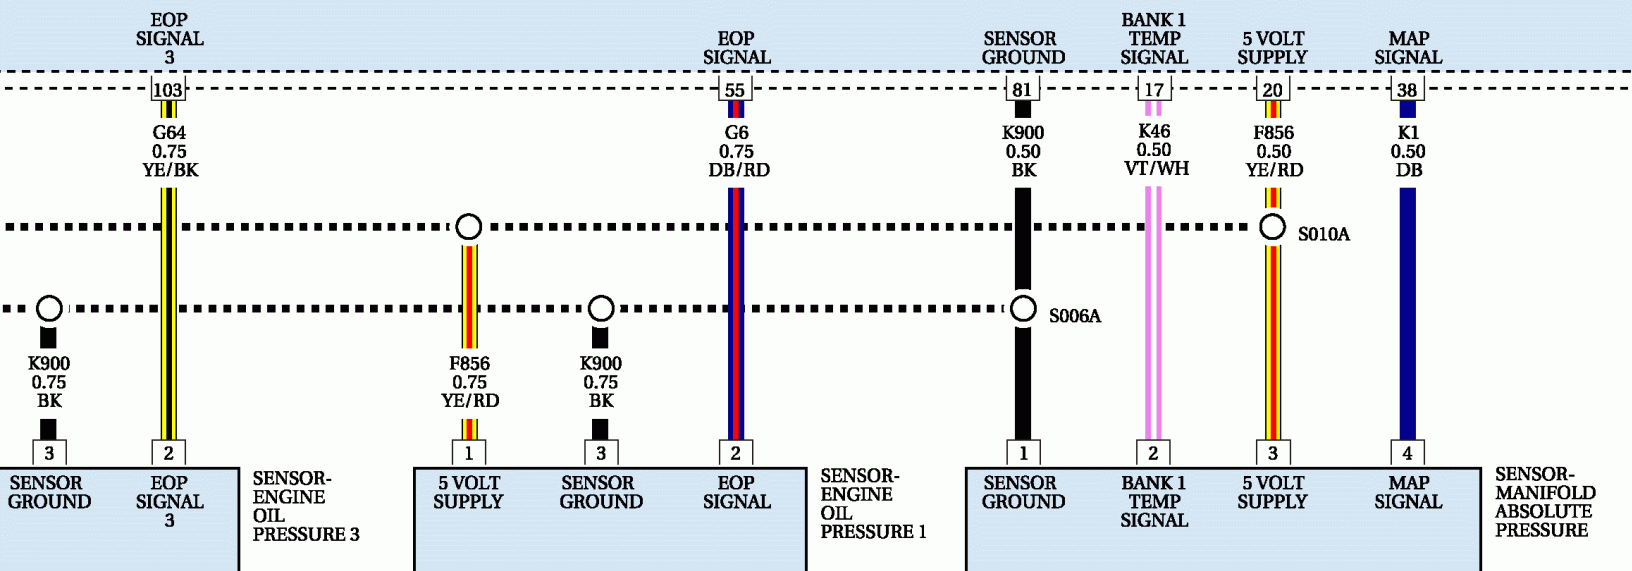 EOP
SIGNAL
3
EOP
SIGNAL
SENSOR
GROUND
BANK 1
TEMP
SIGNAL
5 VOLT
SUPPLY
MAP
SIGNAL
103
55
81
17
20
38
G64
0.75
YE/BK
G6
0.75
DB/RD
K900
0.50
BK
K46
0.50
VT/WH
F856
0.50
YE/RD
K1
0.50
DB
S010A
S006A
K900
0.75
BK
F856
0.75
YE/RD
K900
0.75
BK
3
2
1
3
2
1
2
3
4
SENSOR
GROUND
EOP
SIGNAL
3
SENSOR-
ENGINE
OIL
PRESSURE 3
5 VOLT
SUPPLY
SENSOR
GROUND
EOP
SIGNAL
SENSOR-
ENGINE
OIL
PRESSURE 1
SENSOR
GROUND
BANK 1
TEMP
SIGNAL
5 VOLT
SUPPLY
MAP
SIGNAL
SENSOR-
MANIFOLD
ABSOLUTE
PRESSURE